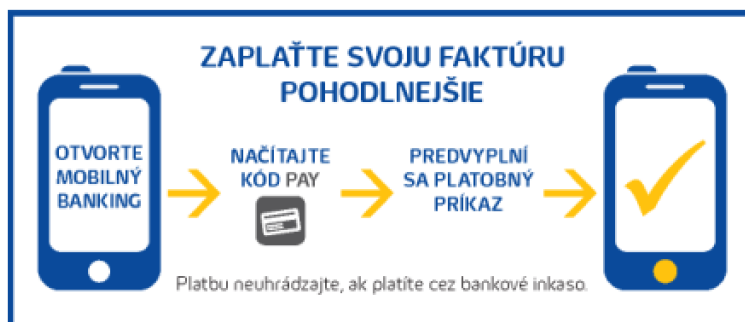 ZAPLAŤTE SVOJU FAKTÚRU
POHODLNEJŠIE
OTVORTE
MOBILNÝ
BANKING
NAČÍTAJTE
KÓD PAY
PREDVYPLNÍ
SA PLATOBNÝ
PRÍKAZ
Platbu neuhrádzajte, ak platíte cez bankové inkaso.